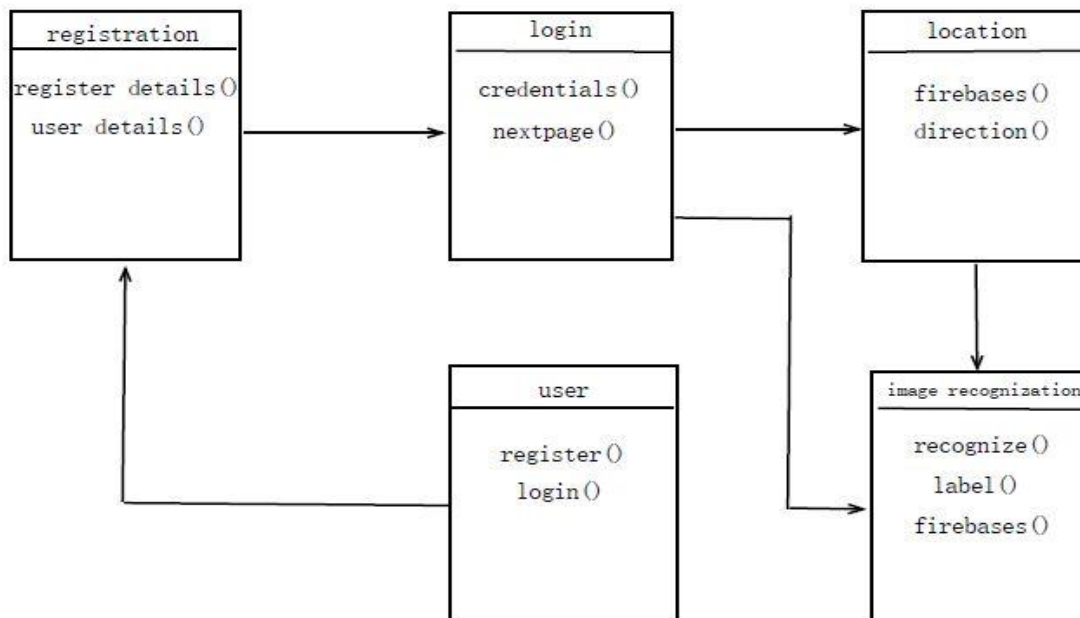 registration
register details()
user details()
login
credentials()
nextpage()
location
firebases()
direction()
user
register()
login()
image recognization
recognize()
label()
firebases()